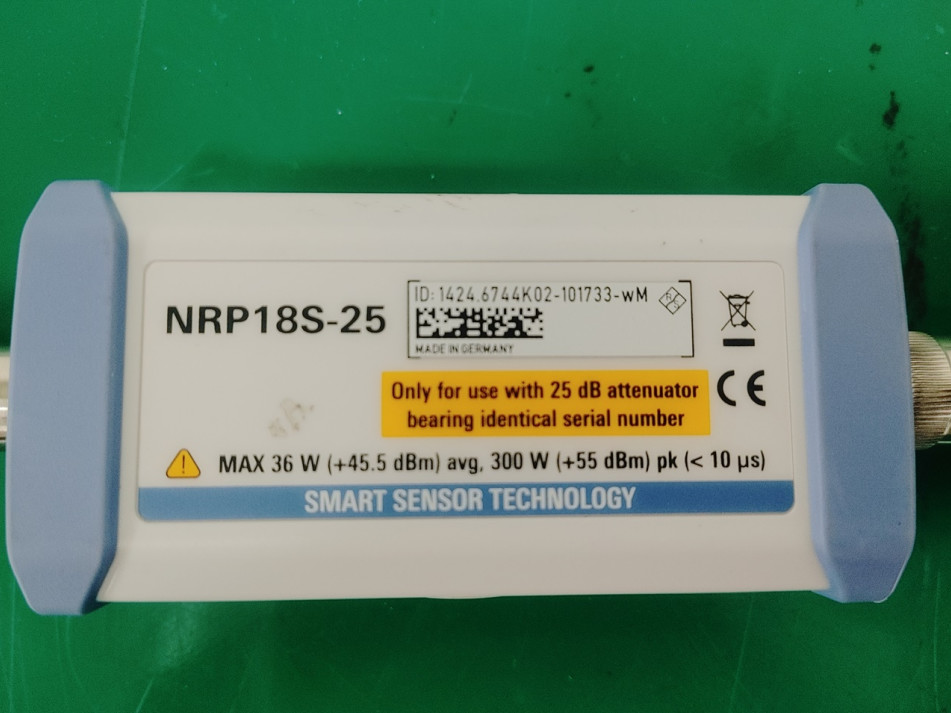 NRP18S-25
ID: 1424.6744K02-101733-wM
R&S
MADE IN GERMANY
Only for use with 25 dB attenuator
bearing identical serial number
CE
MAX 36 W (+45.5 dBm) avg, 300 W (+55 dBm) pk (< 10 µs)
SMART SENSOR TECHNOLOGY